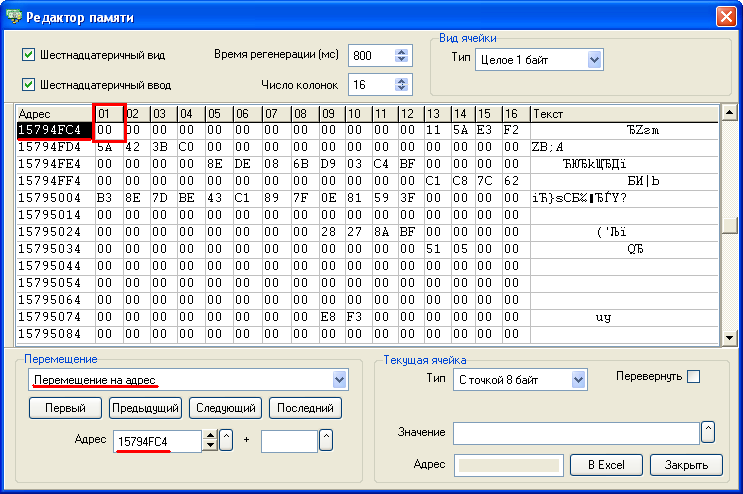 Редактор памяти
Шестнадцатеричный вид Время регенерации (мс) 800 Вид ячейки
Тип Целое 1 байт
Шестнадцатеричный ввод Число колонок 16
Адрес 01 02 03 04 05 06 07 08 09 10 11 12 13 14 15 16 Текст
15794FC4 00 00 00 00 00 00 00 00 00 00 00 00 11 5A E3 F2 ЂZгт
15794FD4 5A 42 3B C0 00 00 00 00 00 00 00 00 00 00 00 00 ZB;А
15794FE4 00 00 00 00 8E DE 08 6B D9 03 C4 BF 00 00 00 00 ЂЮЂkЩЂДї
15794FF4 00 00 00 00 00 00 00 00 00 00 00 00 C1 C8 7C 62 БИ|b
15795004 B3 8E 7D BE 43 C1 89 7F 0E 81 59 3F 00 00 00 00 іЂ}ѕCБ‰▮ЂЃY?
15795014 00 00 00 00 00 00 00 00 00 00 00 00 00 00 00 00
15795024 00 00 00 00 00 00 00 00 28 27 8A BF 00 00 00 00 ('Љї
15795034 00 00 00 00 00 00 00 00 00 00 00 00 51 05 00 00 QЂ
15795044 00 00 00 00 00 00 00 00 00 00 00 00 00 00 00 00
15795054 00 00 00 00 00 00 00 00 00 00 00 00 00 00 00 00
15795064 00 00 00 00 00 00 00 00 00 00 00 00 00 00 00 00
15795074 00 00 00 00 00 00 00 00 E8 F3 00 00 00 00 00 00 иу
15795084 00 00 00 00 00 00 00 00 00 00 00 00 00 00 00 00
Перемещение
Перемещение на адрес
Первый Предыдущий Следующий Последний
Адрес 15794FC4 ^ + ^
Текущая ячейка
Тип С точкой 8 байт Перевернуть
Значение ^
Адрес В Excel Закрыть